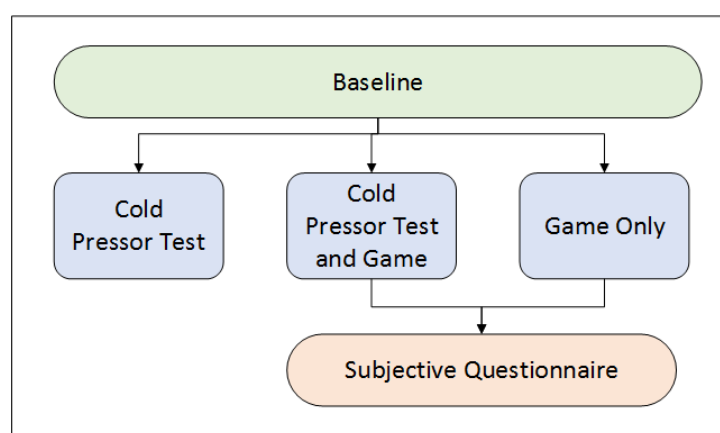 Baseline
Cold
Pressor Test
Cold
Pressor Test
and Game
Game Only
Subjective Questionnaire